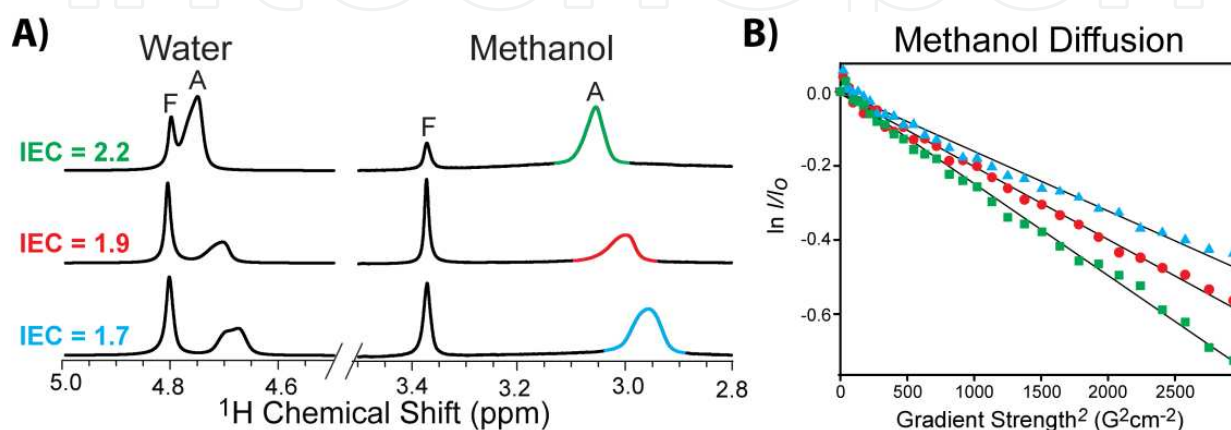 A)
Water
Methanol
F
A
F
A
IEC = 2.2
IEC = 1.9
IEC = 1.7
5.0
4.8
4.6
3.4
3.2
3.0
2.8
¹H Chemical Shift (ppm)
B)
Methanol Diffusion
0.0
-0.2
-0.4
-0.6
ln I/Io
0
500
1000
1500
2000
2500
Gradient Strength² (G²cm⁻²)